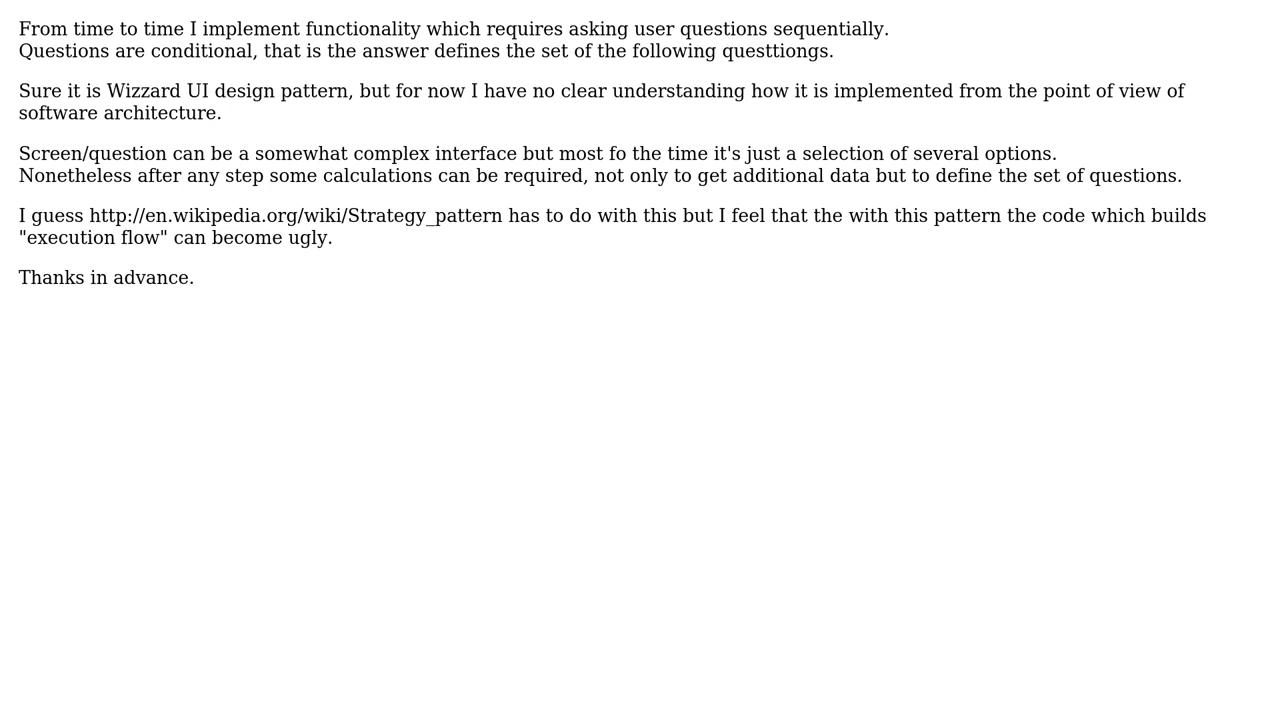 From time to time I implement functionality which requires asking user questions sequentially.
Questions are conditional, that is the answer defines the set of the following questtiongs.
Sure it is Wizzard UI design pattern, but for now I have no clear understanding how it is implemented from the point of view of
software architecture.
Screen/question can be a somewhat complex interface but most fo the time it's just a selection of several options.
Nonetheless after any step some calculations can be required, not only to get additional data but to define the set of questions.
I guess http://en.wikipedia.org/wiki/Strategy_pattern has to do with this but I feel that the with this pattern the code which builds
"execution flow" can become ugly.
Thanks in advance.